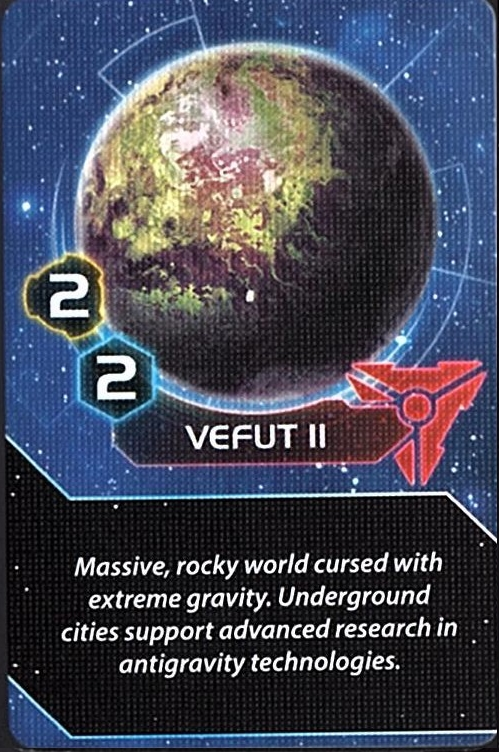 2
2
VEFUT II
Massive, rocky world cursed with
extreme gravity. Underground
cities support advanced research in
antigravity technologies.